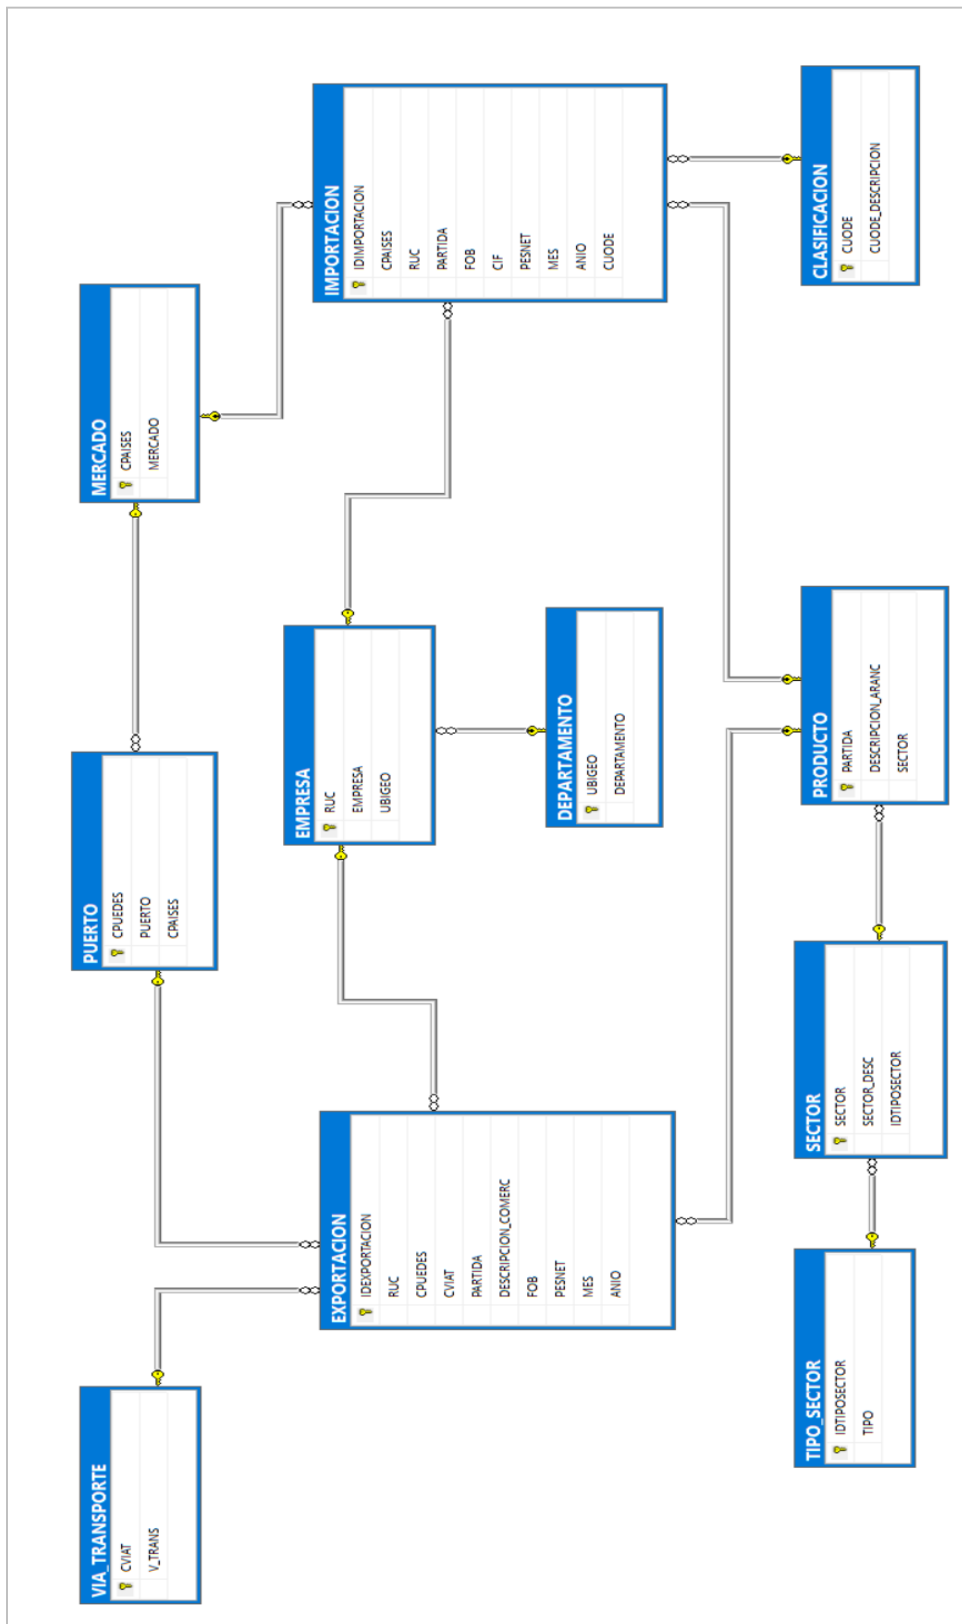 VIA_TRANSPORTE
CVIAT
V_TRANS
PUERTO
CPUEDES
PUERTO
CPAISES
MERCADO
CPAISES
MERCADO
EXPORTACION
IDEXPORTACION
RUC
CPUEDES
CVIAT
PARTIDA
DESCRIPCION_COMERC
FOB
PESNET
MES
ANIO
EMPRESA
RUC
EMPRESA
UBIGEO
IMPORTACION
IDIMPORTACION
CPAISES
RUC
PARTIDA
FOB
CIF
PESNET
MES
ANIO
CUODE
DEPARTAMENTO
UBIGEO
DEPARTAMENTO
TIPO_SECTOR
IDTIPOSECTOR
TIPO
SECTOR
SECTOR
SECTOR_DESC
IDTIPOSECTOR
PRODUCTO
PARTIDA
DESCRIPCION_ARANC
SECTOR
CLASIFICACION
CUODE
CUODE_DESCRIPCION